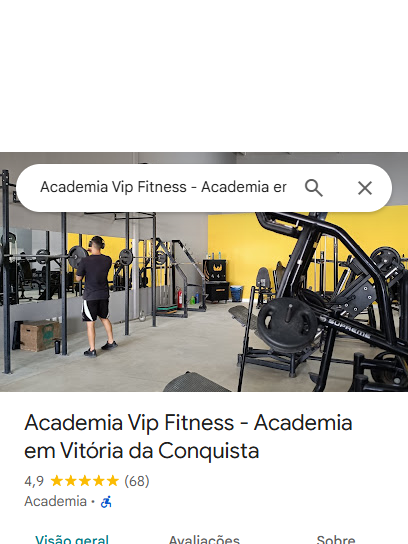 Academia Vip Fitness - Academia er
SUPREME
Academia Vip Fitness - Academia
em Vitória da Conquista
4,9 (68)
Academia •
Visão geral Avaliações Sobre